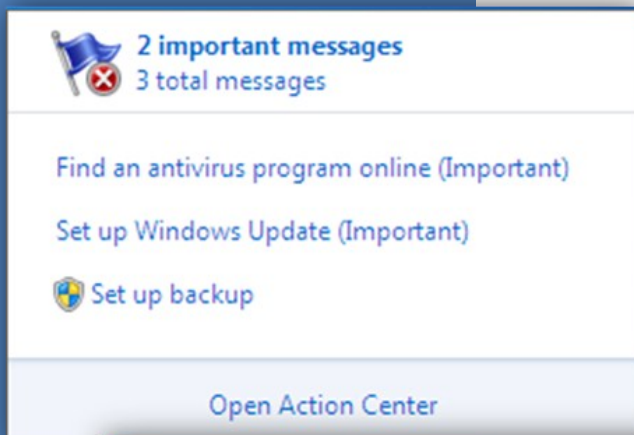 2 important messages
3 total messages
Find an antivirus program online (Important)
Set up Windows Update (Important)
Set up backup
Open Action Center